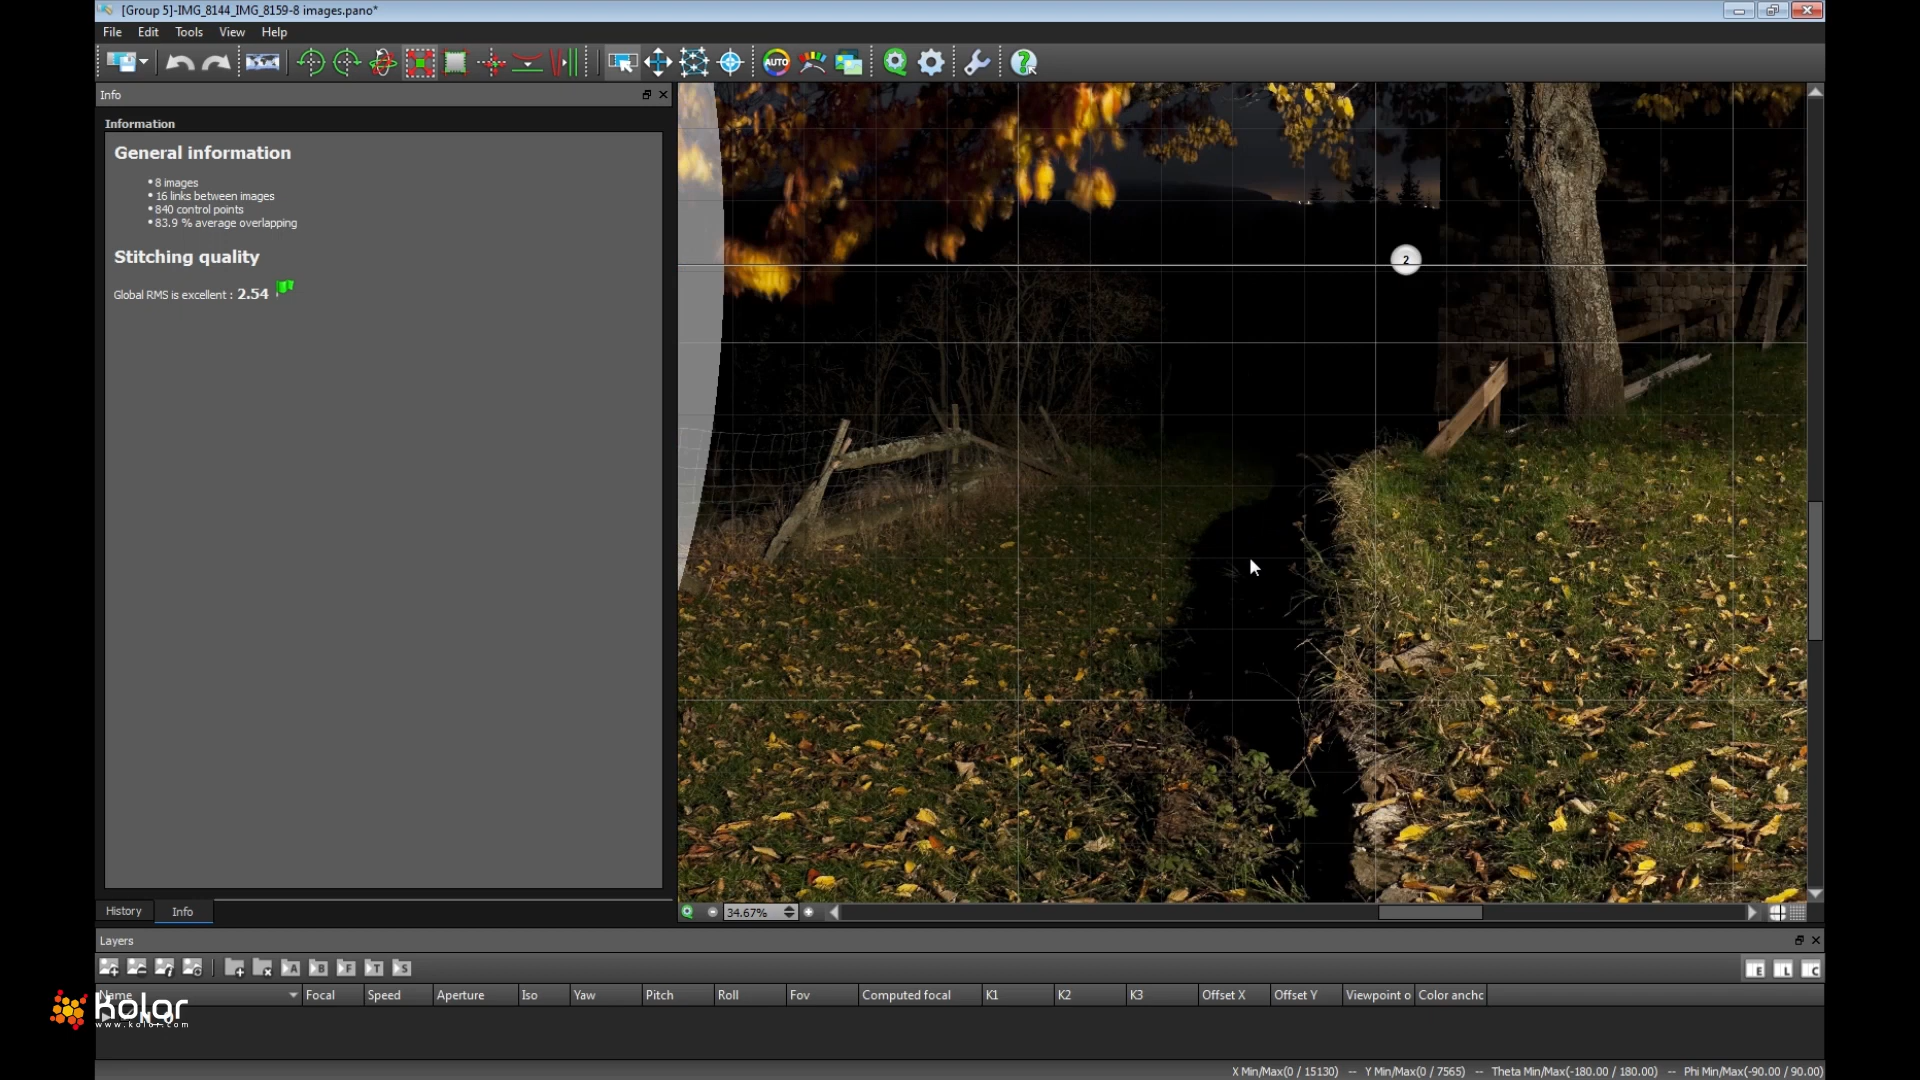 [Group 5]-IMG_8144_IMG_8159-8 images.pano*
File Edit Tools View Help
AUTO
?
Info
Information
General information
• 8 images
• 16 links between images
• 840 control points
• 83.9 % average overlapping
Stitching quality
Global RMS is excellent : 2.54
2
History Info
34.67%
Layers
A B F T S
E L C
Name Focal Speed Aperture Iso Yaw Pitch Roll Fov Computed focal K1 K2 K3 Offset X Offset Y Viewpoint o Color anchc
kolor
www.kolor.com
X Min/Max(0 / 15130) -- Y Min/Max(0 / 7565) -- Theta Min/Max(-180.00 / 180.00) -- Phi Min/Max(-90.00 / 90.00)